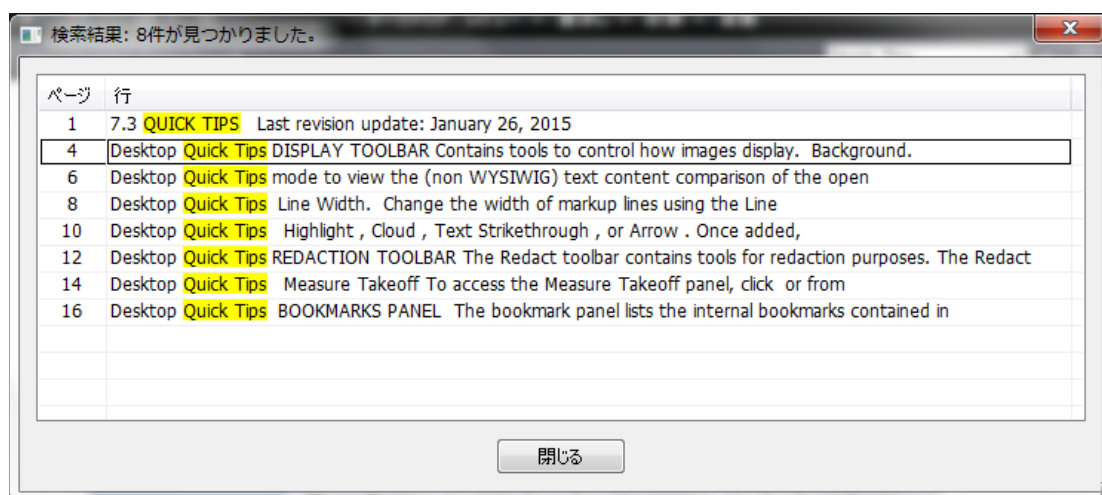 検索結果: 8件が見つかりました。
ページ 行
1 7.3 QUICK TIPS Last revision update: January 26, 2015
4 Desktop Quick Tips DISPLAY TOOLBAR Contains tools to control how images display. Background.
6 Desktop Quick Tips mode to view the (non WYSIWIG) text content comparison of the open
8 Desktop Quick Tips Line Width. Change the width of markup lines using the Line
10 Desktop Quick Tips Highlight , Cloud , Text Strikethrough , or Arrow . Once added,
12 Desktop Quick Tips REDACTION TOOLBAR The Redact toolbar contains tools for redaction purposes. The Redact
14 Desktop Quick Tips Measure Takeoff To access the Measure Takeoff panel, click or from
16 Desktop Quick Tips BOOKMARKS PANEL The bookmark panel lists the internal bookmarks contained in
閉じる